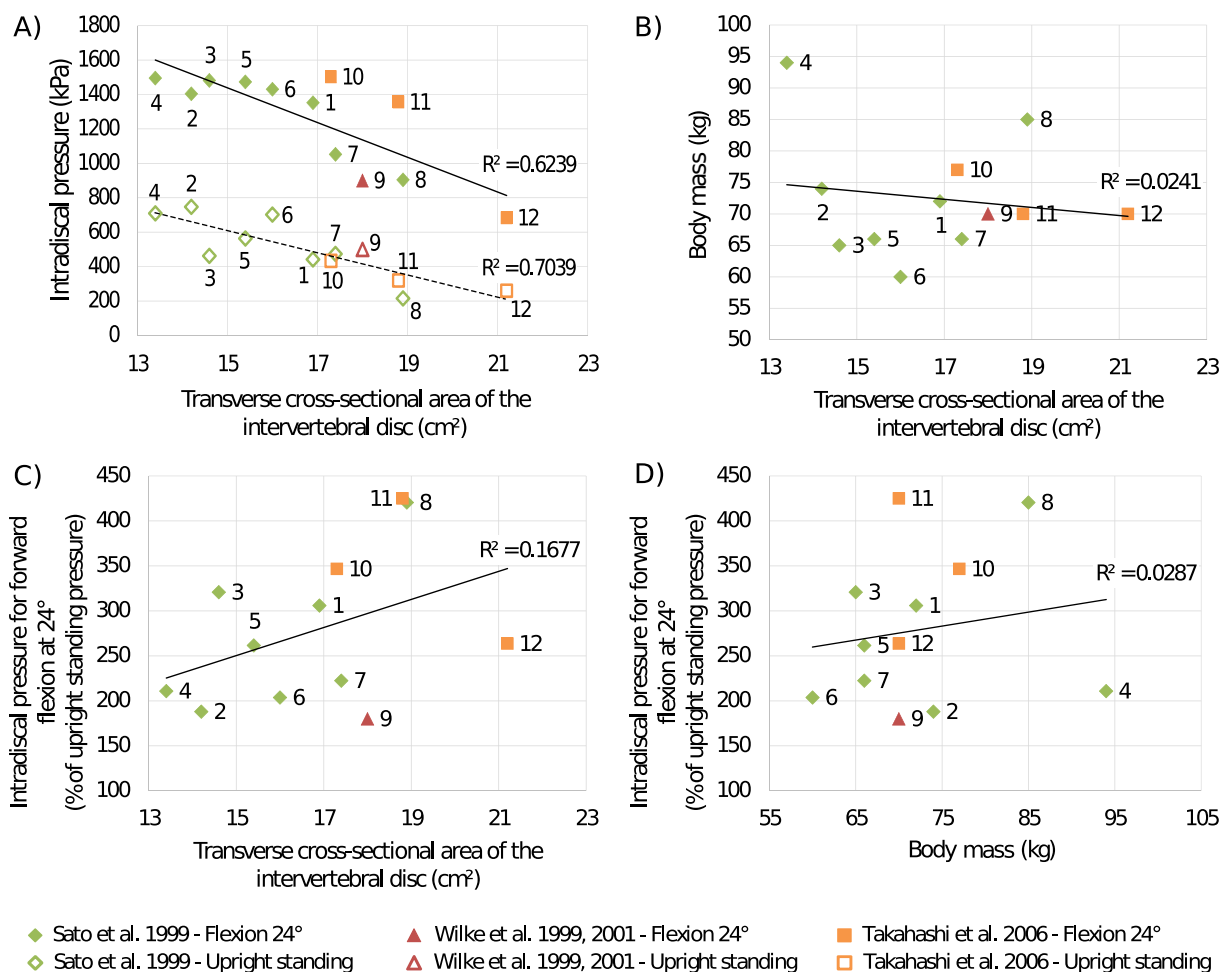 A)
Intradiscal pressure (kPa)
1800
1600
1400
1200
1000
800
600
400
200
0
4
2
3
5
6
1
10
11
7
9
8
12
R² = 0.6239
4
2
3
5
6
1
7
10
9
11
8
12
R² = 0.7039
13 15 17 19 21 23
Transverse cross-sectional area of the
intervertebral disc (cm²)
B)
Body mass (kg)
100
95
90
85
80
75
70
65
60
55
50
4
8
10
2
1
9
11
12
3
5
7
6
R² = 0.0241
13 15 17 19 21 23
Transverse cross-sectional area of the
intervertebral disc (cm²)
C)
Intradiscal pressure for forward
flexion at 24°
(% of upright standing pressure)
450
400
350
300
250
200
150
100
11
8
10
3
1
5
12
7
4
6
2
9
R² = 0.1677
13 15 17 19 21 23
Transverse cross-sectional area of the
intervertebral disc (cm²)
D)
Intradiscal pressure for forward
flexion at 24°
(% of upright standing pressure)
450
400
350
300
250
200
150
100
11
8
10
3
1
5
12
7
4
6
2
9
R² = 0.0287
55 65 75 85 95 105
Body mass (kg)
Sato et al. 1999 - Flexion 24°
Wilke et al. 1999, 2001 - Flexion 24°
Takahashi et al. 2006 - Flexion 24°
Sato et al. 1999 - Upright standing
Wilke et al. 1999, 2001 - Upright standing
Takahashi et al. 2006 - Upright standing